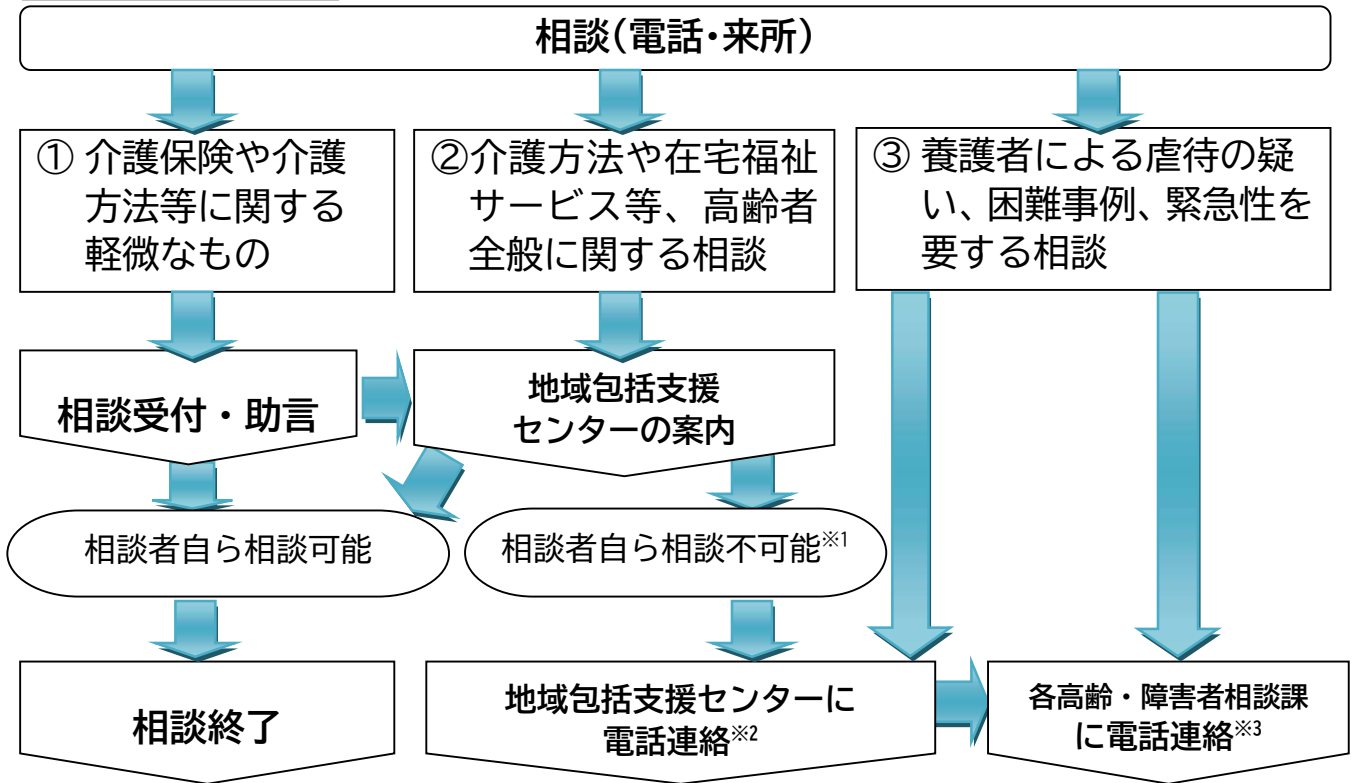 相談(電話・来所)
① 介護保険や介護
方法等に関する
軽微なもの
②介護方法や在宅福祉
サービス等、高齢者
全般に関する相談
③ 養護者による虐待の疑
い、困難事例、緊急性を
要する相談
相談受付・助言
地域包括支援
センターの案内
相談者自ら相談可能
相談者自ら相談不可能※1
相談終了
地域包括支援センターに
電話連絡※2
各高齢・障害者相談課
に電話連絡※3